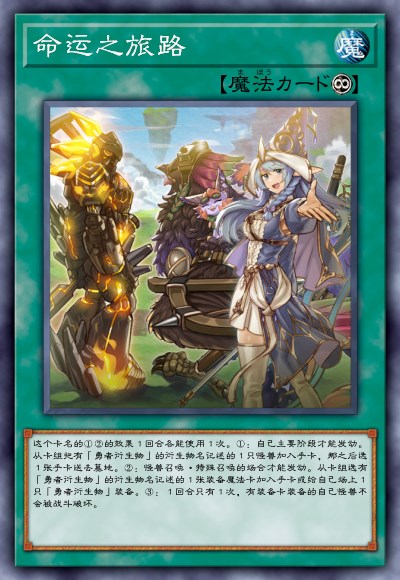 命运之旅路
魔
【魔法カード】
ま ほう
这个卡名的①②的效果1回合各能使用1次。①：自己主要阶段才能发动。
从卡组把有「勇者衍生物」的衍生物名记述的1只怪兽加入手卡，那之后选
1张手卡送去墓地。②：怪兽召唤·特殊召唤的场合才能发动。从卡组选有
「勇者衍生物」的衍生物名记述的1张装备魔法卡加入手卡或给自己场上1
只「勇者衍生物」装备。③：1回合只有1次，有装备卡装备的自己怪兽不
会被战斗破坏。